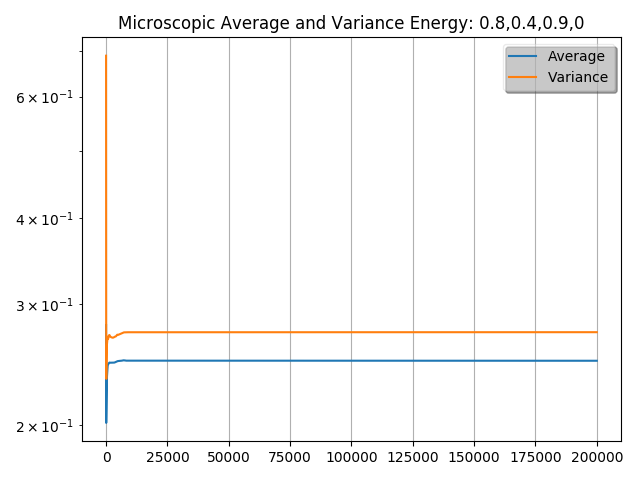 Microscopic Average and Variance Energy: 0.8,0.4,0.9,0
Average
Variance
6 × 10⁻¹
4 × 10⁻¹
3 × 10⁻¹
2 × 10⁻¹
0 25000 50000 75000 100000 125000 150000 175000 200000